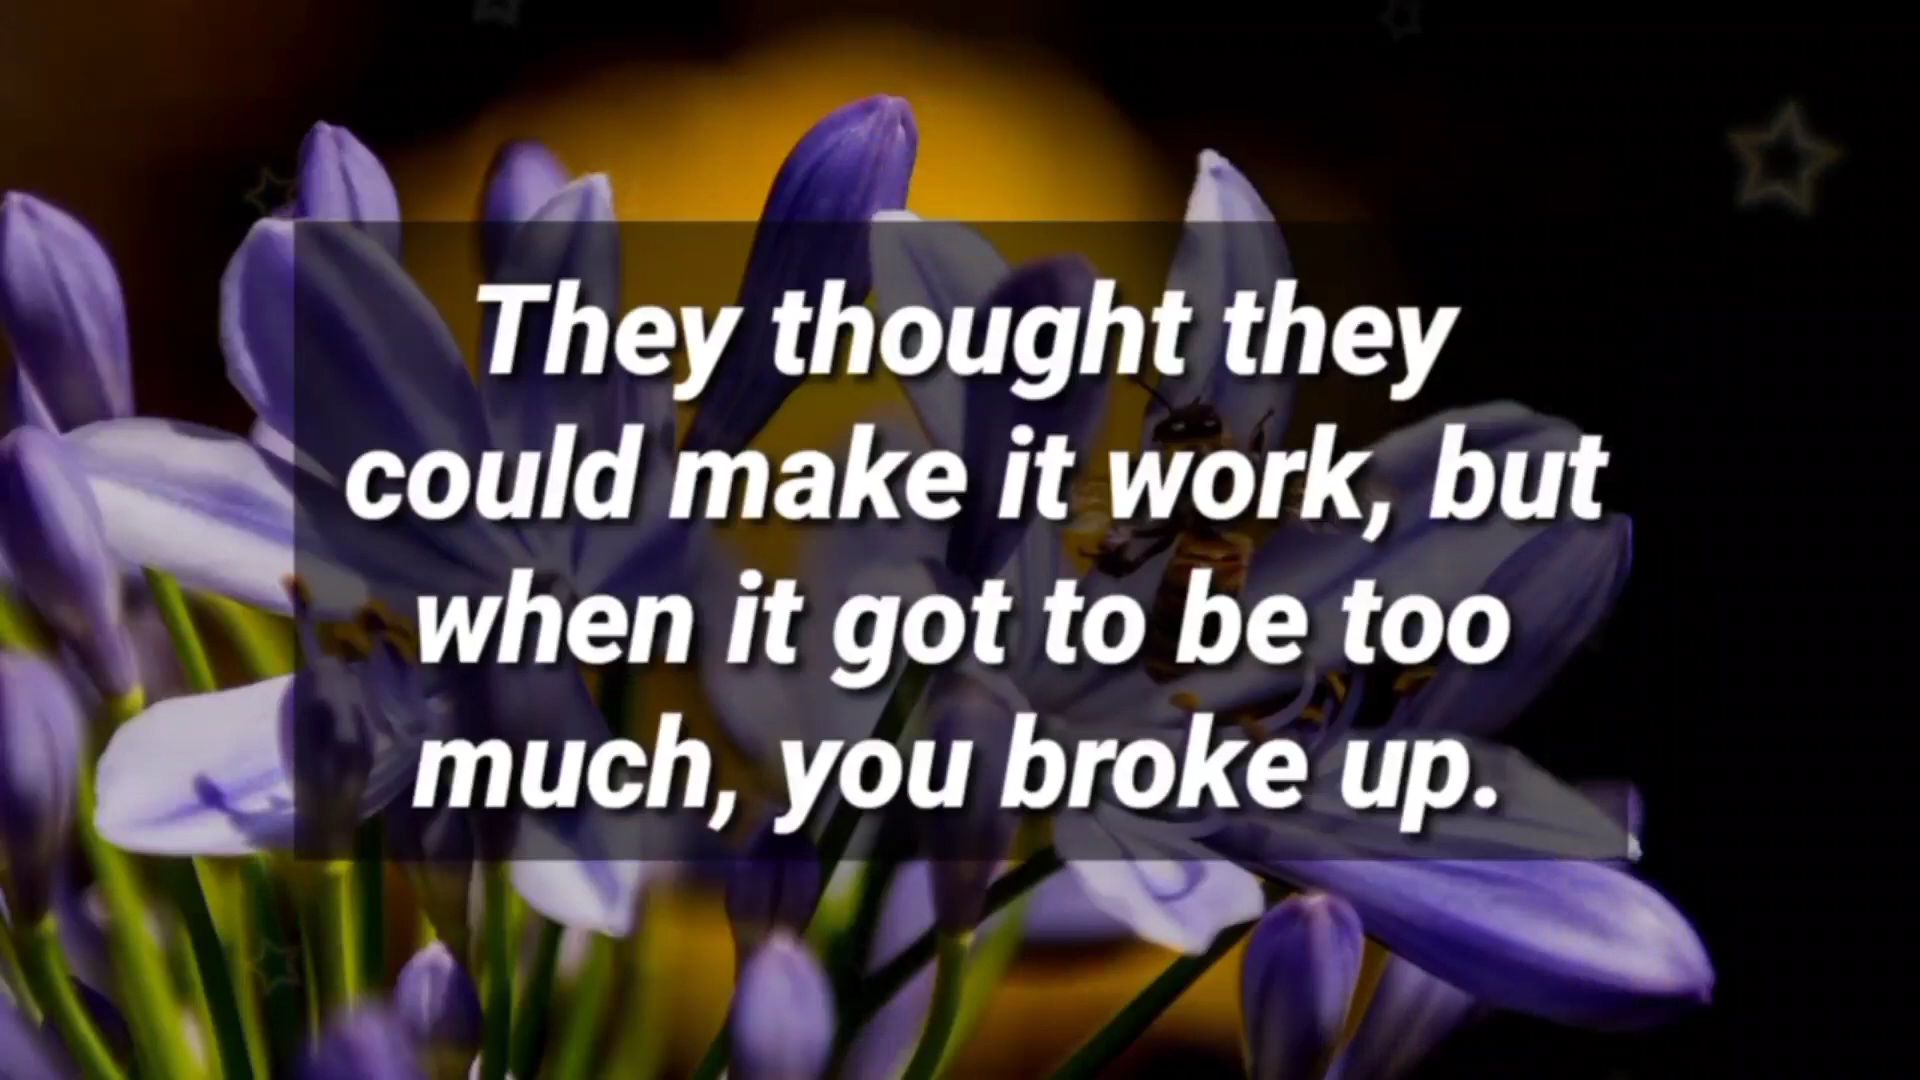 They thought they
could make it work, but
when it got to be too
much, you broke up.